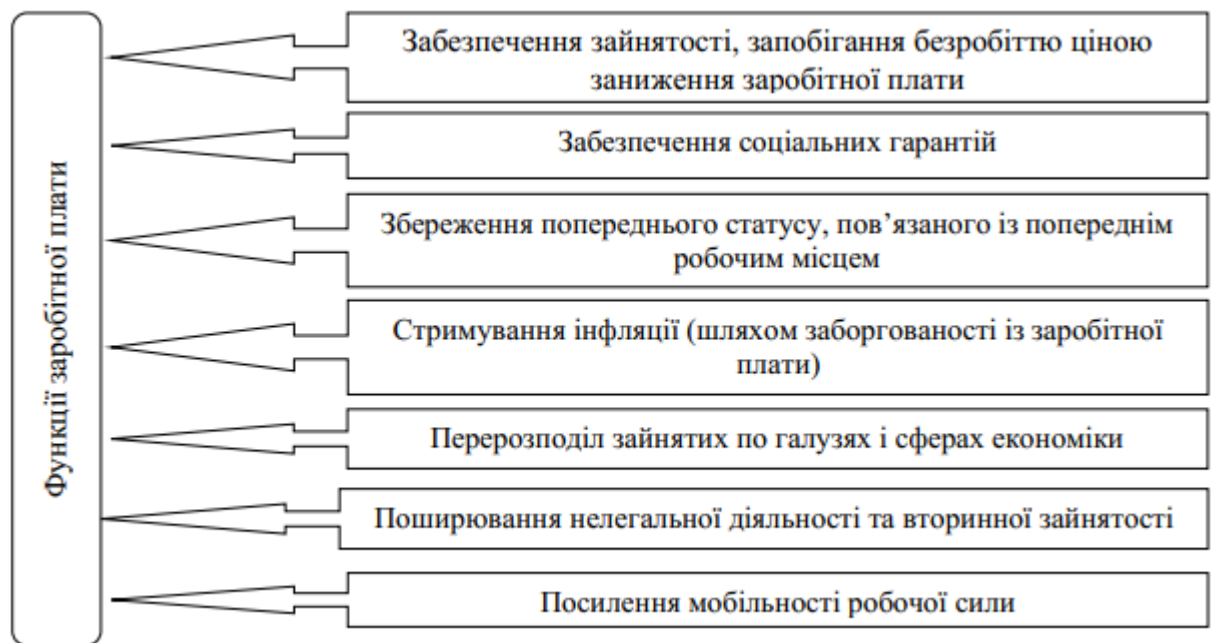 Функції заробітної плати
Забезпечення зайнятості, запобігання безробіттю ціною
заниження заробітної плати
Забезпечення соціальних гарантій
Збереження попереднього статусу, пов’язаного із попереднім
робочим місцем
Стримування інфляції (шляхом заборгованості із заробітної
плати)
Перерозподіл зайнятих по галузях і сферах економіки
Поширювання нелегальної діяльності та вторинної зайнятості
Посилення мобільності робочої сили